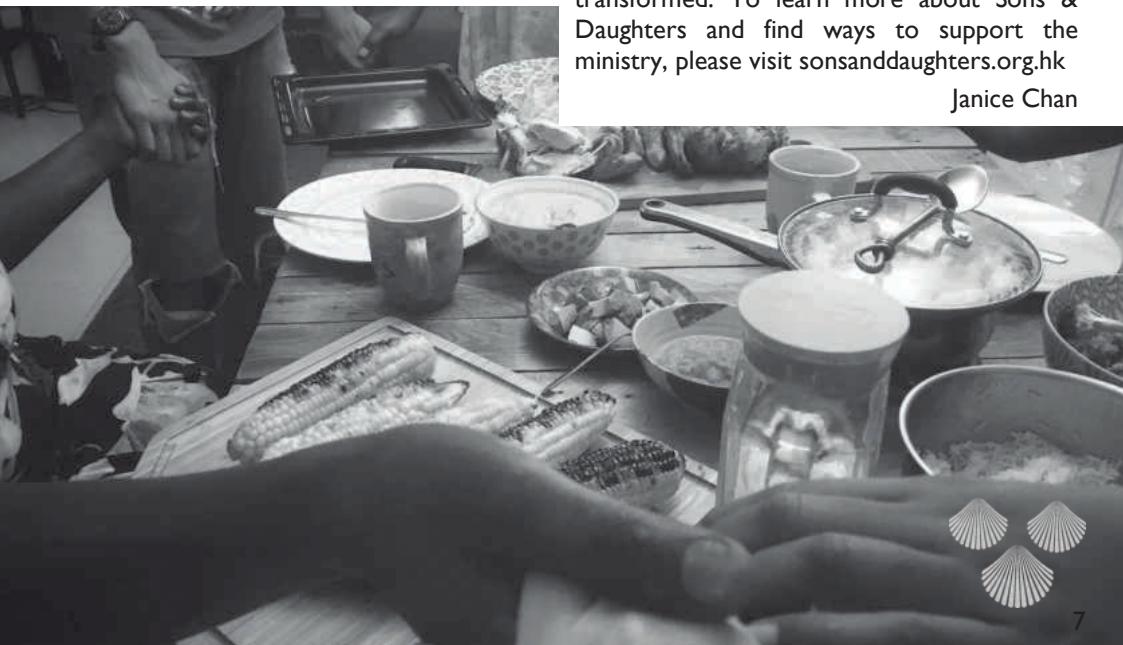 transformed. To learn more about Sons &
Daughters and find ways to support the
ministry, please visit sonsanddaughters.org.hk
Janice Chan
7